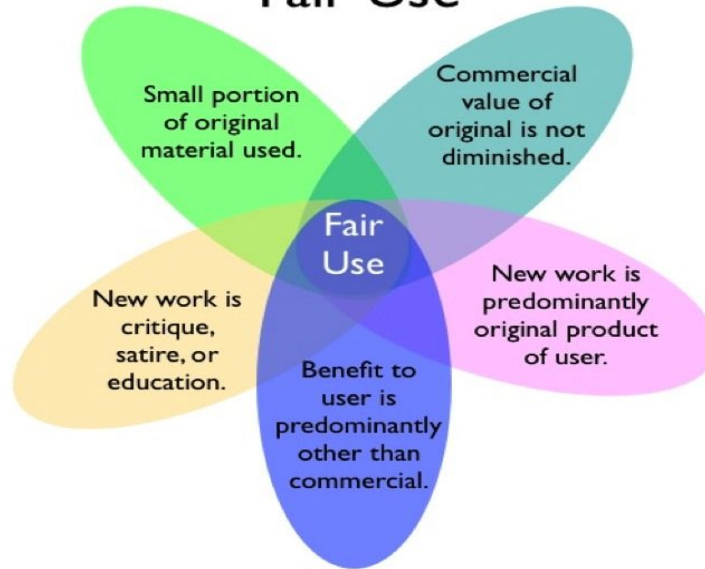 Fair Use
Small portion
of original
material used.
Commercial
value of
original is not
diminished.
Fair
Use
New work is
critique,
satire, or
education.
New work is
predominantly
original product
of user.
Benefit to
user is
predominantly
other than
commercial.